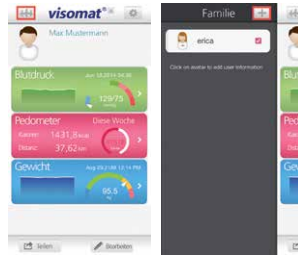 visomat®
Max Mustermann
Blutdruck
129/75
Pedometer Diese Woche
Distanz: 37,62 km
Gewicht
95.5
Teilen
Bearbeiten
Familie
erica
Click on avatar to edit user information